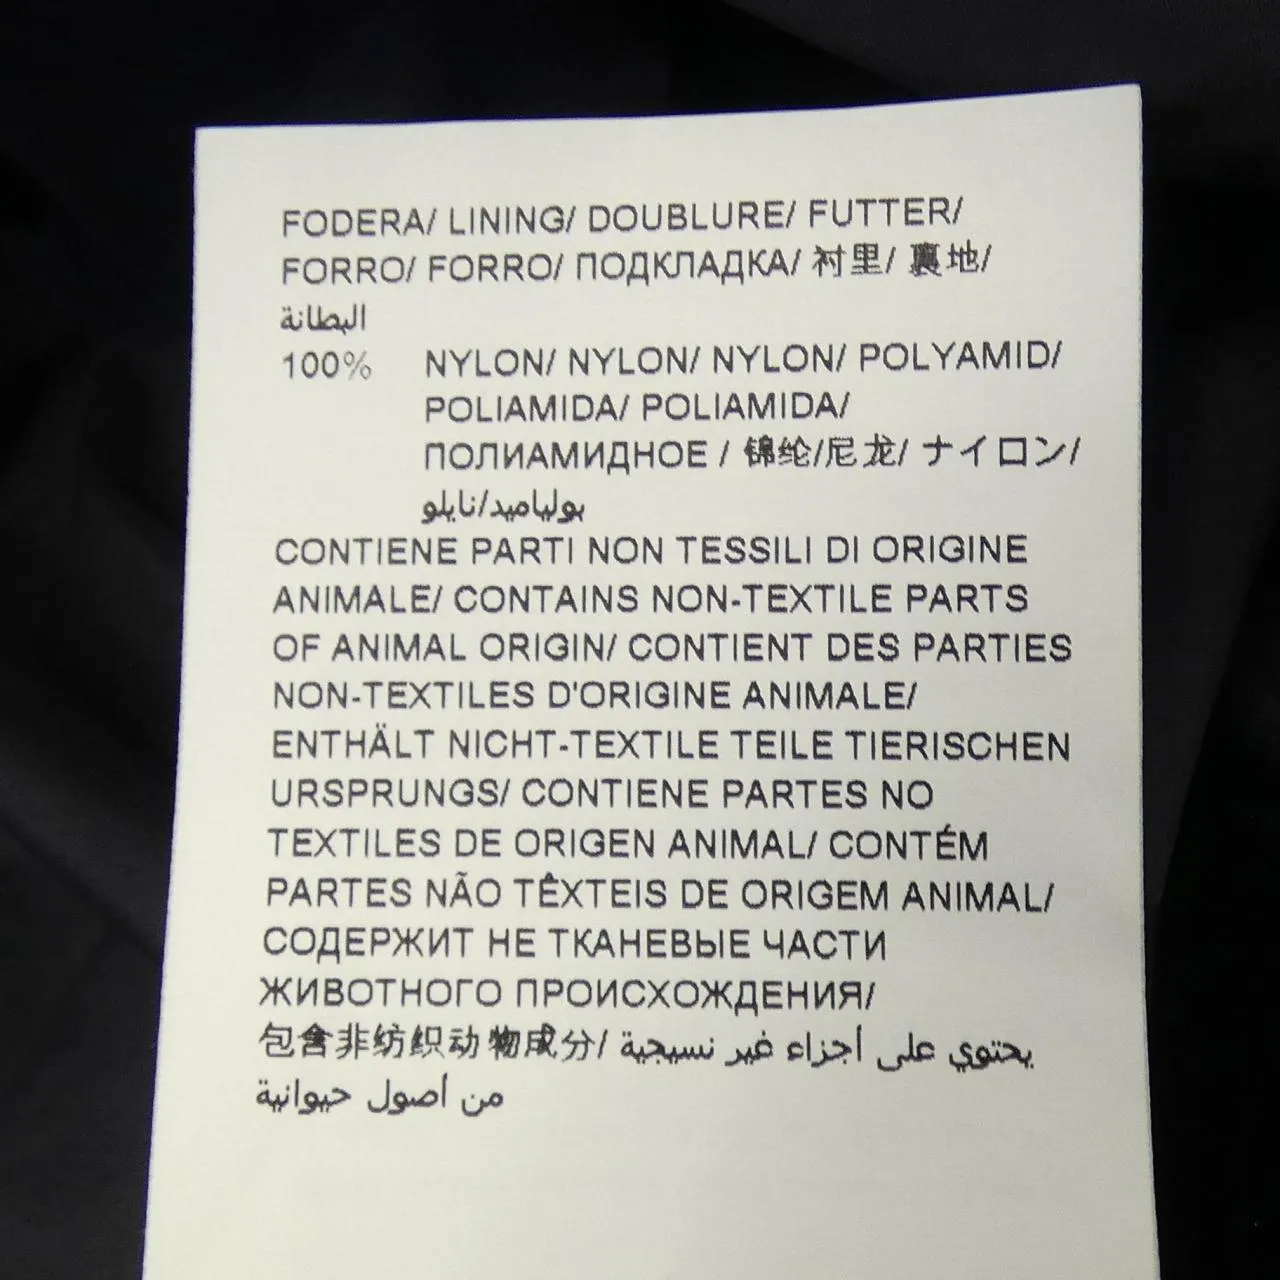 FODERA/ LINING/ DOUBLURE/ FUTTER/
FORRO/ FORRO/ ПОДКЛАДКА/ 衬里/ 裏地/
البطانة
100% NYLON/ NYLON/ NYLON/ POLYAMID/
POLIAMIDA/ POLIAMIDA/
ПОЛИАМИДНОЕ / 锦纶/尼龙/ ナイロン/
بولياميد/نايلو
CONTIENE PARTI NON TESSILI DI ORIGINE
ANIMALE/ CONTAINS NON-TEXTILE PARTS
OF ANIMAL ORIGIN/ CONTIENT DES PARTIES
NON-TEXTILES D'ORIGINE ANIMALE/
ENTHÄLT NICHT-TEXTILE TEILE TIERISCHEN
URSPRUNGS/ CONTIENE PARTES NO
TEXTILES DE ORIGEN ANIMAL/ CONTÉM
PARTES NÃO TÊXTEIS DE ORIGEM ANIMAL/
СОДЕРЖИТ НЕ ТКАНЕВЫЕ ЧАСТИ
ЖИВОТНОГО ПРОИСХОЖДЕНИЯ/
包含非纺织动物成分/ يحتوي على أجزاء غير نسيجية
من أصول حيوانية